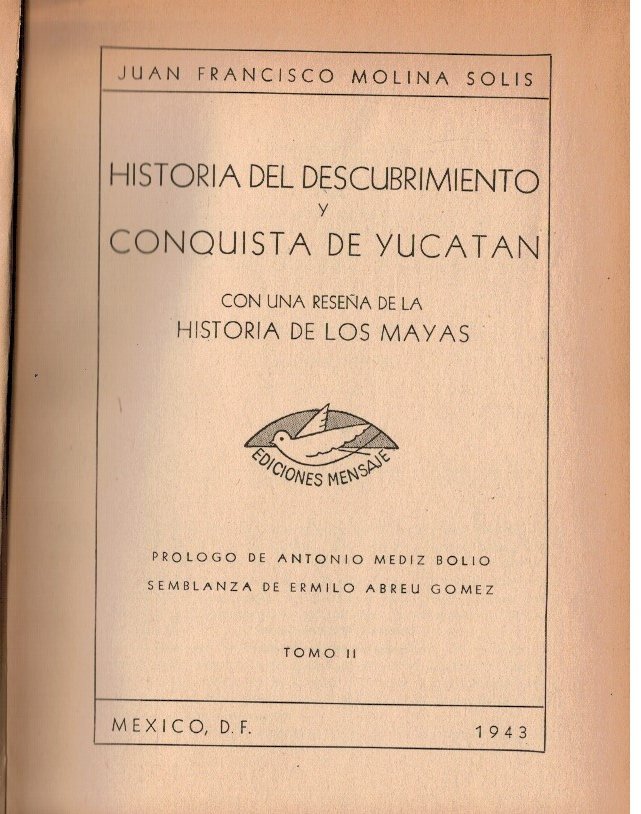 JUAN FRANCISCO MOLINA SOLIS
HISTORIA DEL DESCUBRIMIENTO
Y
CONQUISTA DE YUCATAN
CON UNA RESEÑA DE LA
HISTORIA DE LOS MAYAS
EDICIONES MENSAJE
PROLOGO DE ANTONIO MEDIZ BOLIO
SEMBLANZA DE ERMILO ABREU GOMEZ
TOMO II
MEXICO, D. F. 1943